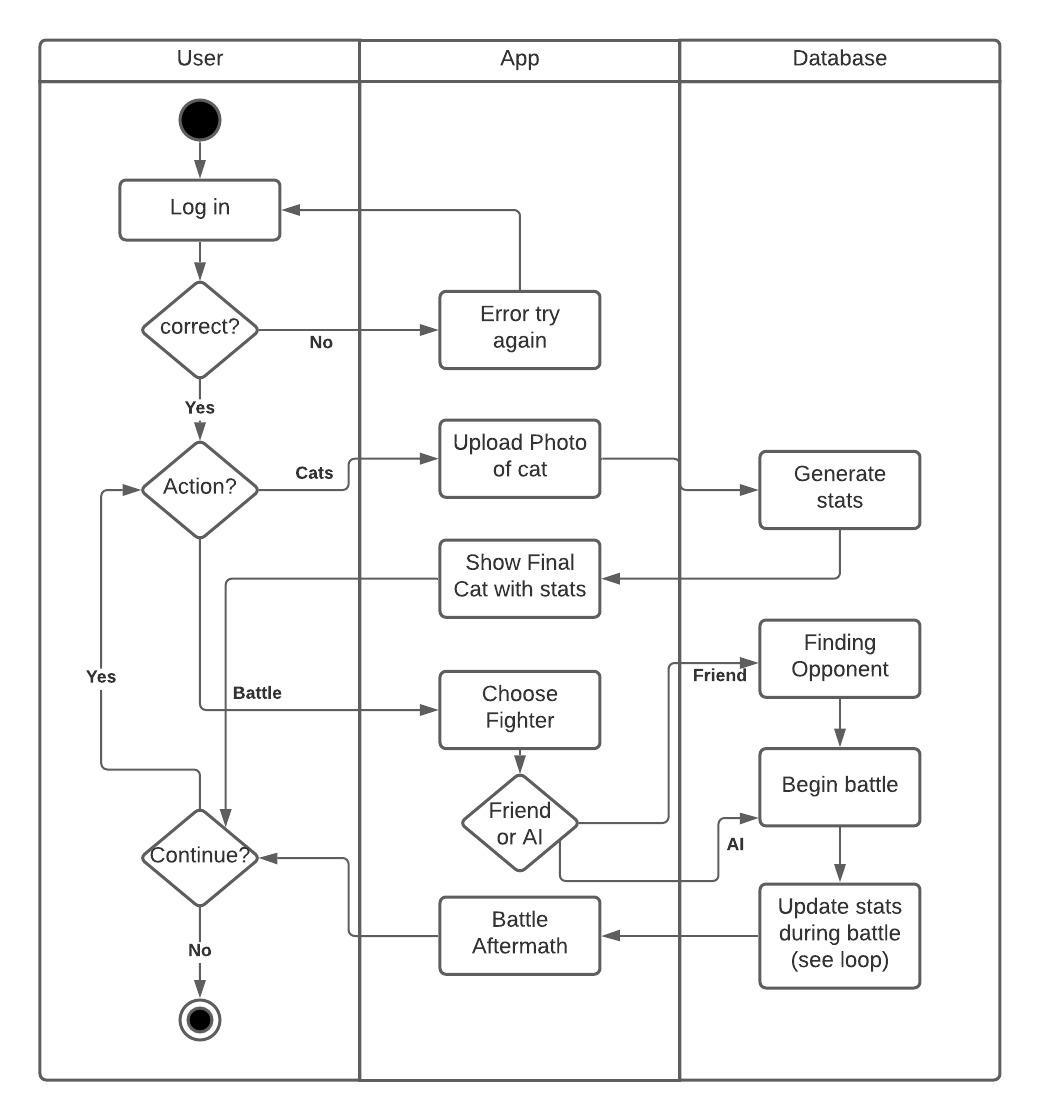 User
App
Database
Log in
correct?
No
Error try
again
Yes
Action?
Cats
Upload Photo
of cat
Generate
stats
Show Final
Cat with stats
Finding
Opponent
Friend
Yes
Battle
Choose
Fighter
Begin battle
Friend
or AI
AI
Continue?
Battle
Aftermath
Update stats
during battle
(see loop)
No